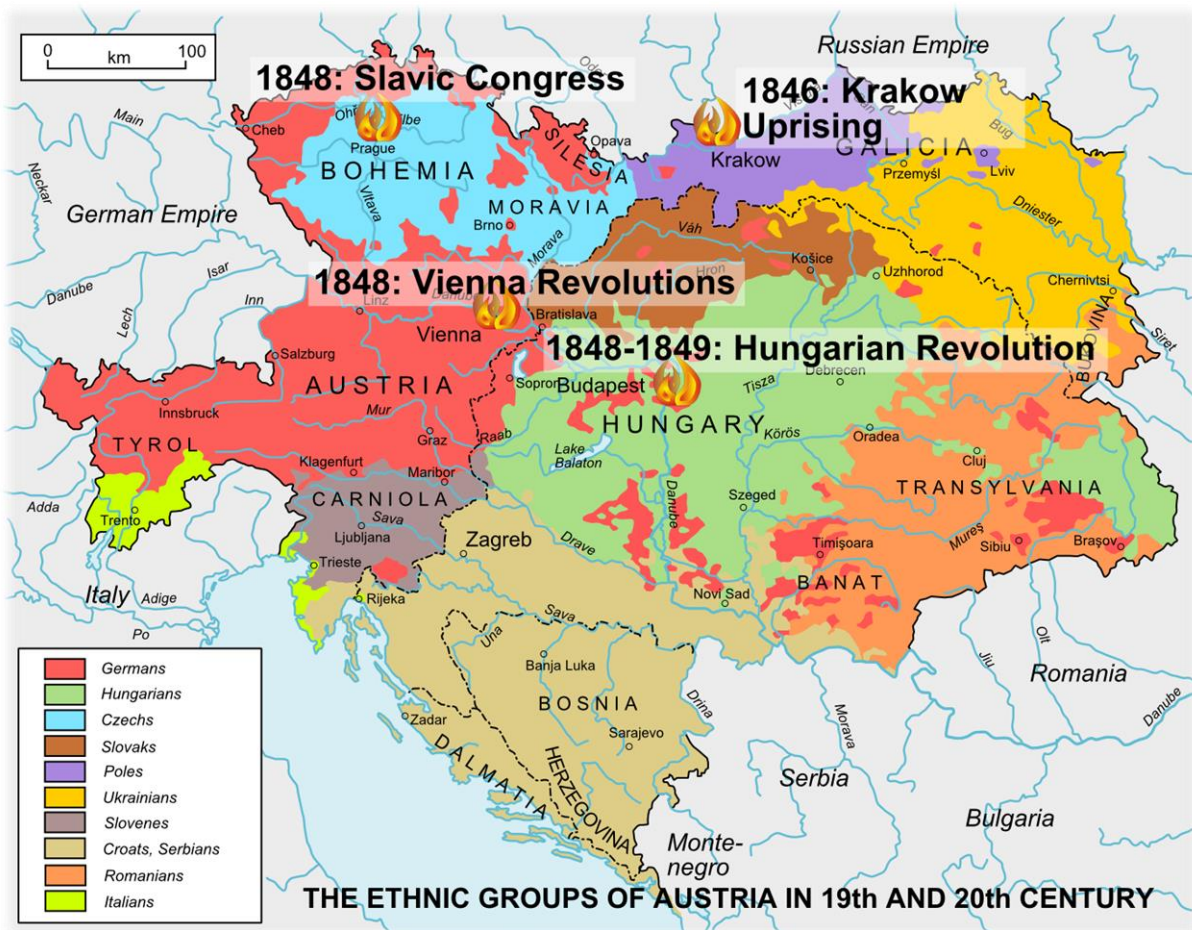 0 100
km
Russian Empire
1848: Slavic Congress
1846: Krakow
Uprising
Main
Cheb
Elbe
Prague
Opava
SILESIA
Krakow
GALICIA
Bug
Przemyśl
Lviv
BOHEMIA
Neckar
Vltava
MORAVIA
Brno
Dniester
German Empire
Morava
Váh
Hron
Košice
Uzhhorod
Chernivtsi
Isar
Danube
Lech
Inn
1848: Vienna Revolutions
Linz
Danube
Vienna
Bratislava
BUKOVINA
Siret
1848-1849: Hungarian Revolution
Salzburg
AUSTRIA
Sopron
Budapest
Tisza
Debrecen
Innsbruck
Mur
HUNGARY
TYROL
Graz
Raab
Lake
Balaton
Körös
Oradea
Cluj
Klagenfurt
Maribor
CARNIOLA
Danube
Szeged
TRANSYLVANIA
Adda
Trento
Sava
Ljubljana
Drave
Zagreb
Mureș
Timișoara
Sibiu
Brașov
Trieste
BANAT
Italy
Adige
Rijeka
Novi Sad
Po
Sava
Una
Olt
Jiu
Banja Luka
Romania
BOSNIA
Drina
Zadar
Sarajevo
Morava
Danube
DALMATIA
HERZEGOVINA
Serbia
Bulgaria
Monte-
negro
Germans
Hungarians
Czechs
Slovaks
Poles
Ukrainians
Slovenes
Croats, Serbians
Romanians
Italians
THE ETHNIC GROUPS OF AUSTRIA IN 19th AND 20th CENTURY